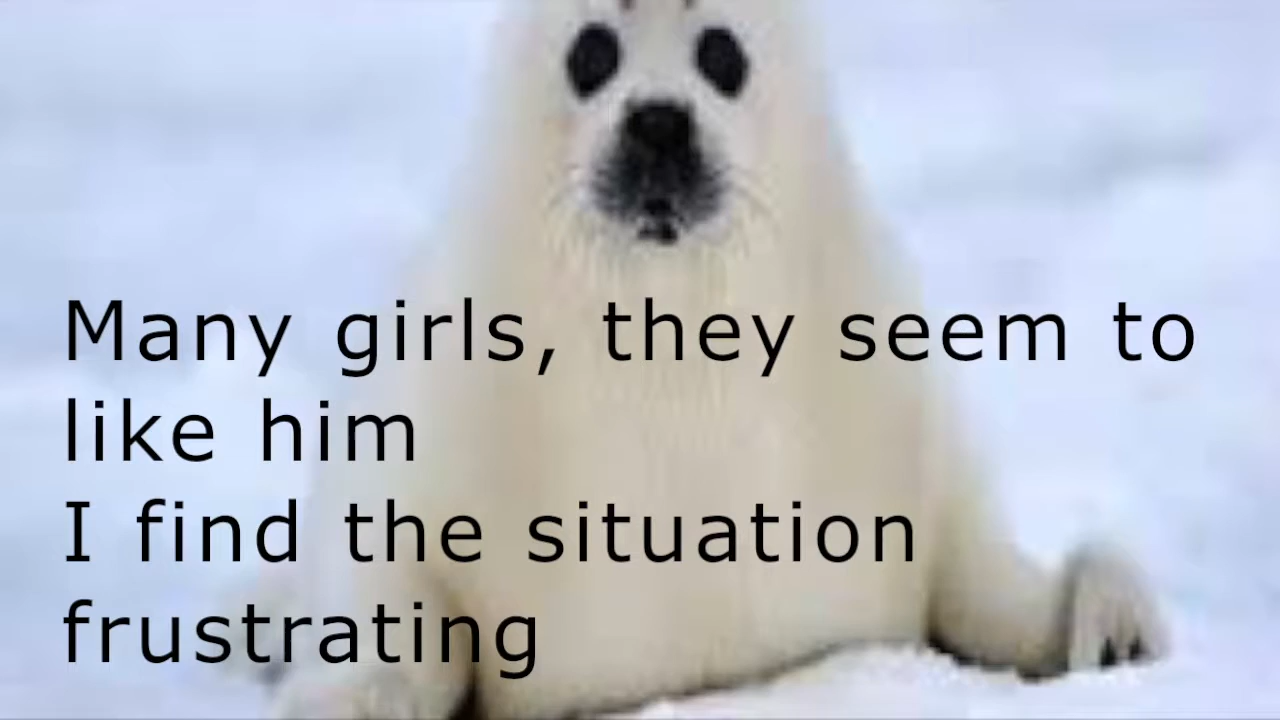 Many girls, they seem to
like him
I find the situation
frustrating